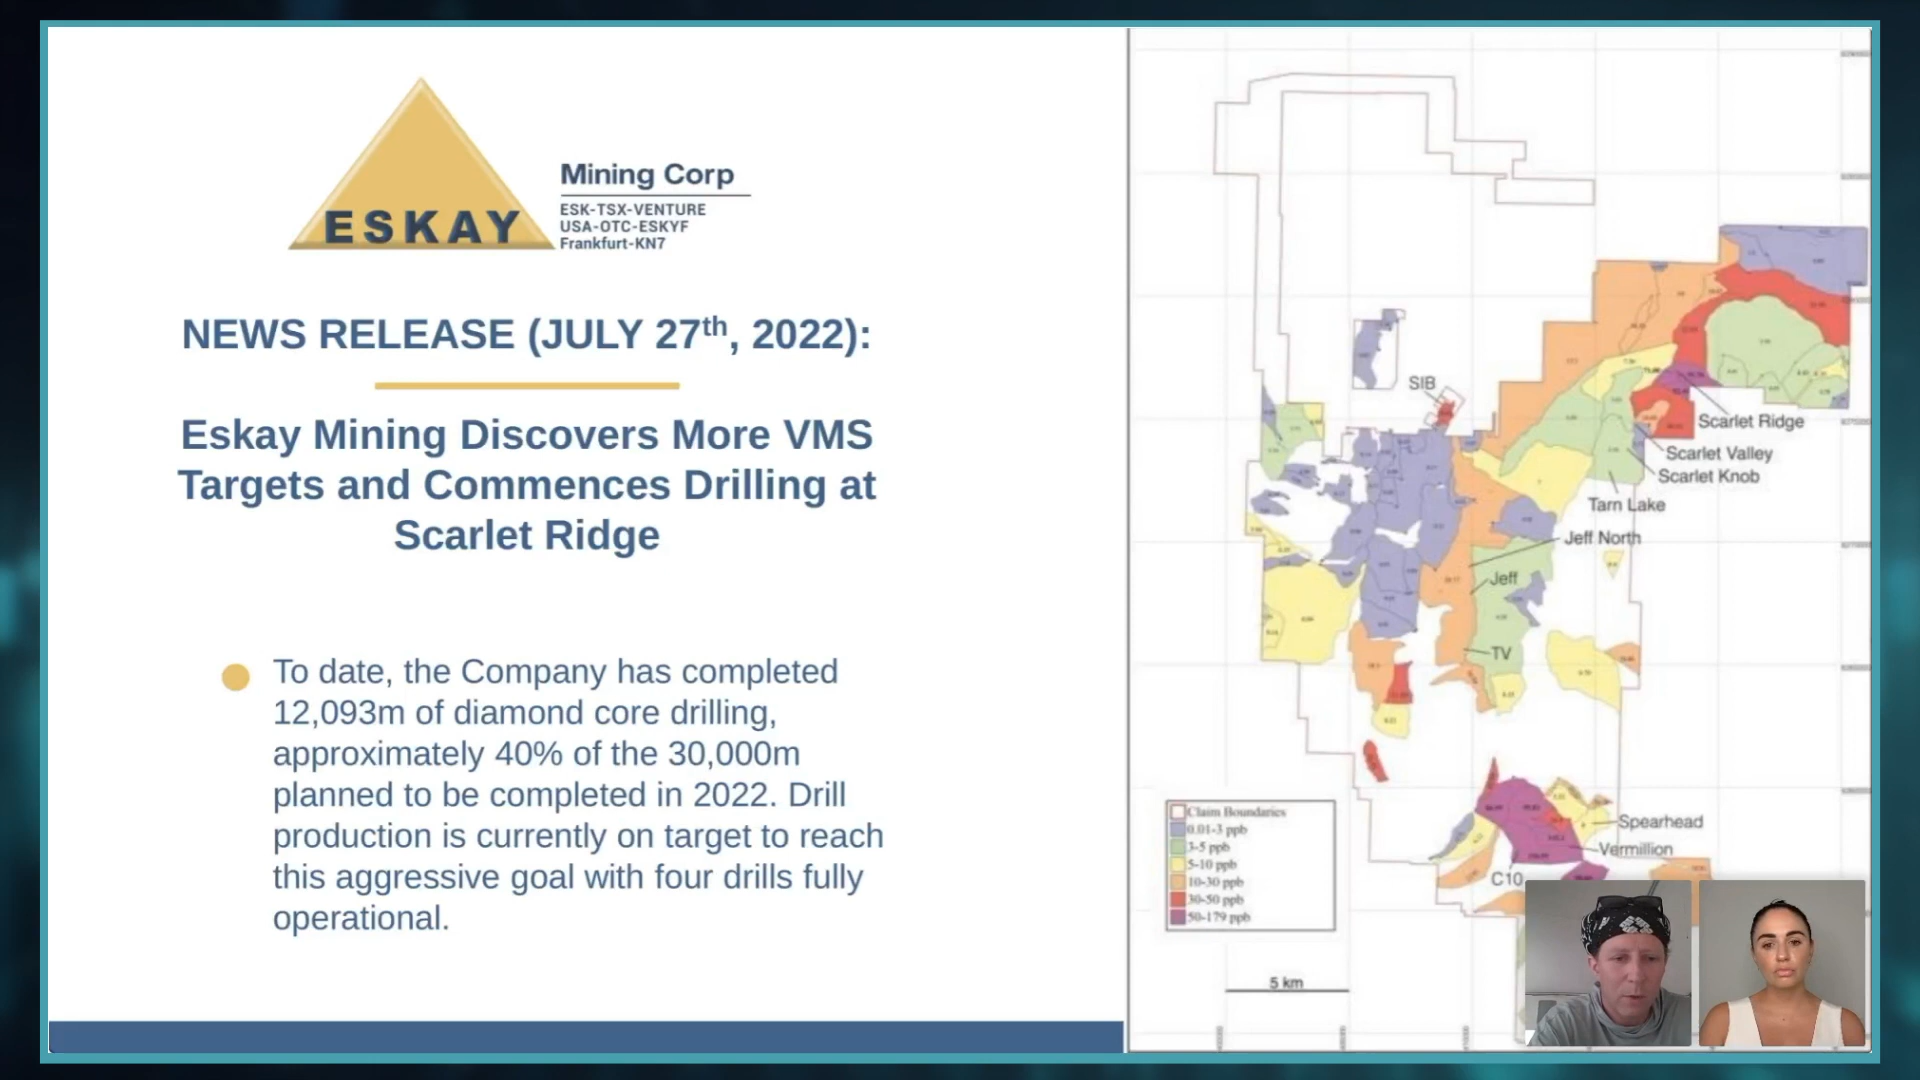 ESKAY
Mining Corp
ESK-TSX-VENTURE
USA-OTC-ESKYF
Frankfurt-KN7
NEWS RELEASE (JULY 27th, 2022):
Eskay Mining Discovers More VMS
Targets and Commences Drilling at
Scarlet Ridge
To date, the Company has completed
12,093m of diamond core drilling,
approximately 40% of the 30,000m
planned to be completed in 2022. Drill
production is currently on target to reach
this aggressive goal with four drills fully
operational.
SIB
Scarlet Ridge
Scarlet Valley
Scarlet Knob
Tarn Lake
Jeff North
Jeff
TV
Spearhead
Vermillion
C10
Claim Boundaries
0.01-3 ppb
3-5 ppb
5-10 ppb
10-30 ppb
30-50 ppb
50-179 ppb
5 km